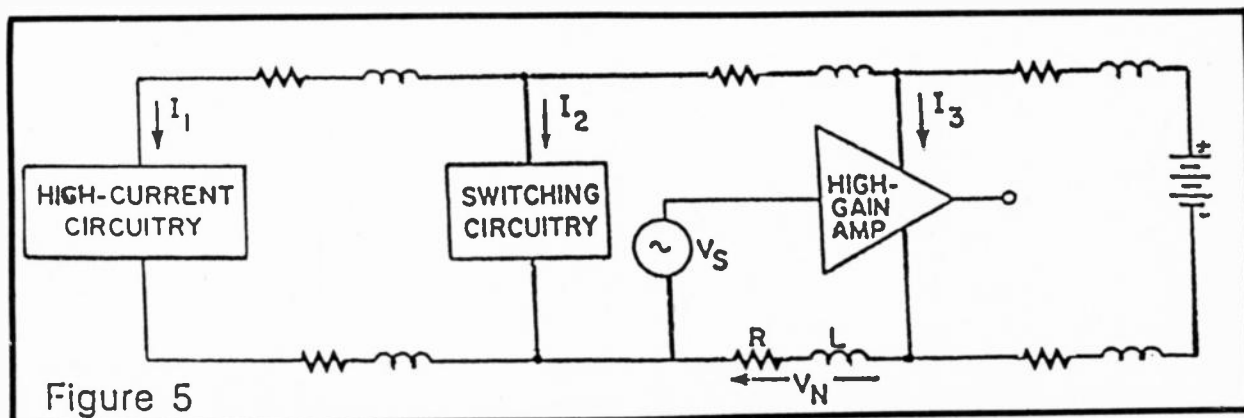 I1
I2
I3
+
HIGH-CURRENT
CIRCUITRY
SWITCHING
CIRCUITRY
HIGH-
GAIN
AMP
~
VS
-
R
L
VN
Figure 5